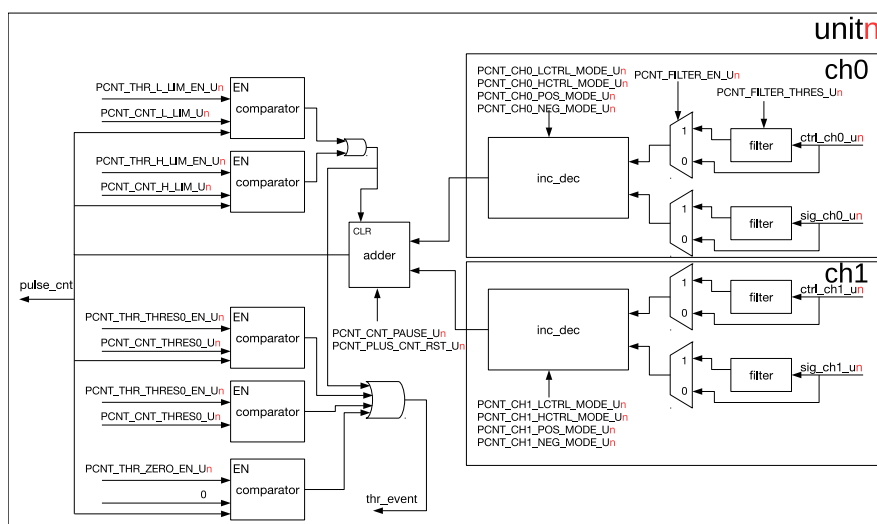 unitn
ch0
PCNT_CH0_LCTRL_MODE_Un
PCNT_CH0_HCTRL_MODE_Un
PCNT_CH0_POS_MODE_Un
PCNT_CH0_NEG_MODE_Un
PCNT_FILTER_EN_Un
PCNT_FILTER_THRES_Un
PCNT_THR_L_LIM_EN_Un
PCNT_CNT_L_LIM_Un
EN
comparator
PCNT_THR_H_LIM_EN_Un
PCNT_CNT_H_LIM_Un
EN
comparator
inc_dec
1
0
filter
ctrl_ch0_un
1
0
filter
sig_ch0_un
CLR
adder
pulse_cnt
PCNT_CNT_PAUSE_Un
PCNT_PLUS_CNT_RST_Un
ch1
inc_dec
1
0
filter
ctrl_ch1_un
1
0
filter
sig_ch1_un
PCNT_CH1_LCTRL_MODE_Un
PCNT_CH1_HCTRL_MODE_Un
PCNT_CH1_POS_MODE_Un
PCNT_CH1_NEG_MODE_Un
PCNT_THR_THRES0_EN_Un
PCNT_CNT_THRES0_Un
EN
comparator
PCNT_THR_THRES0_EN_Un
PCNT_CNT_THRES0_Un
EN
comparator
PCNT_THR_ZERO_EN_Un
0
EN
comparator
thr_event